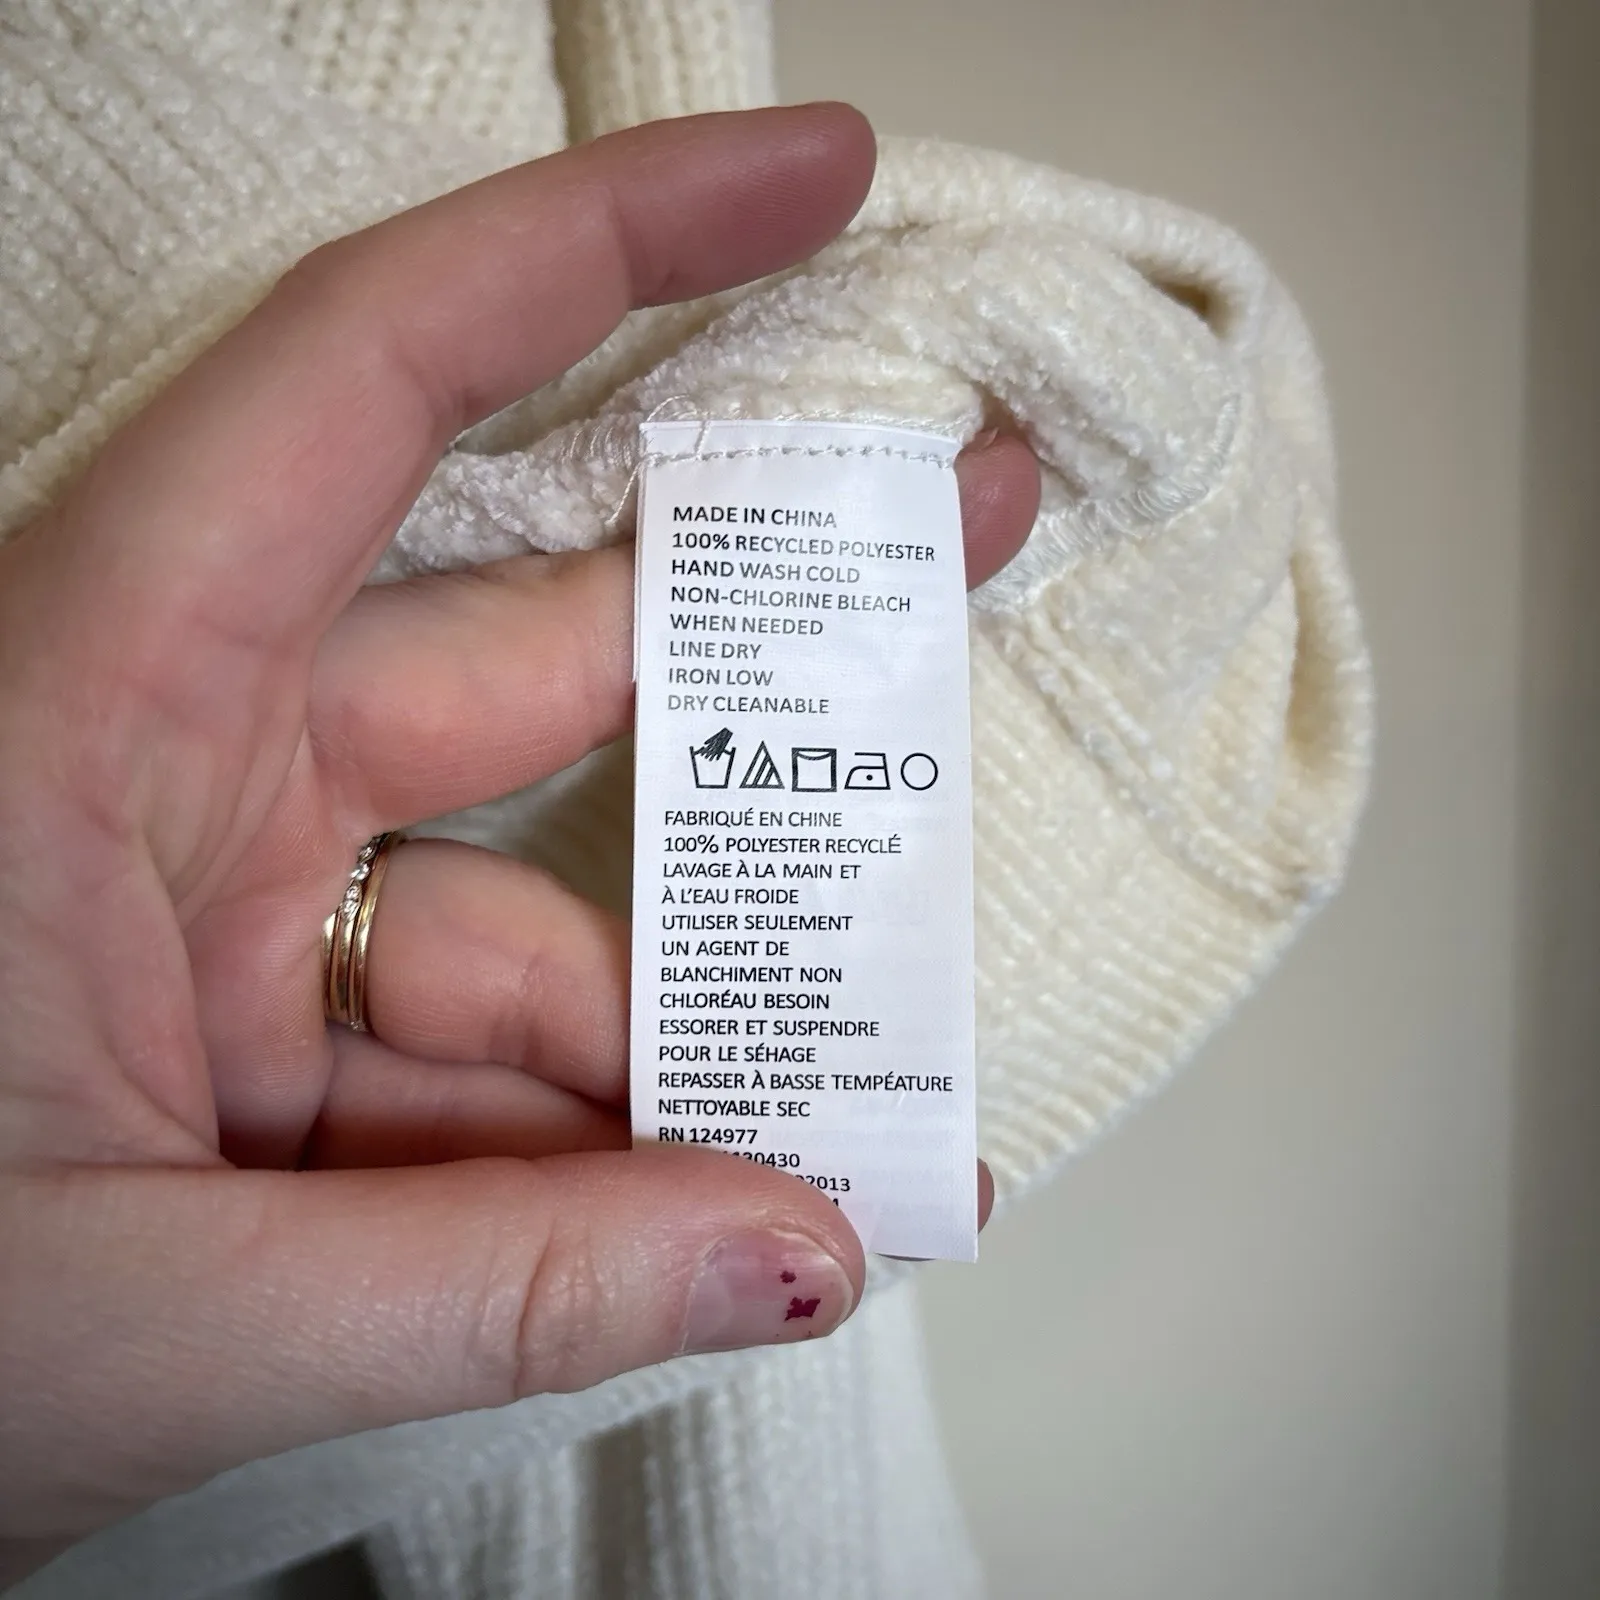 MADE IN CHINA
100% RECYCLED POLYESTER
HAND WASH COLD
NON-CHLORINE BLEACH
WHEN NEEDED
LINE DRY
IRON LOW
DRY CLEANABLE
FABRIQUÉ EN CHINE
100% POLYESTER RECYCLÉ
LAVAGE À LA MAIN ET
À L'EAU FROIDE
UTILISER SEULEMENT
UN AGENT DE
BLANCHIMENT NON
CHLORÉAU BESOIN
ESSORER ET SUSPENDRE
POUR LE SÉHAGE
REPASSER À BASSE TEMPÉATURE
NETTOYABLE SEC
RN 124977